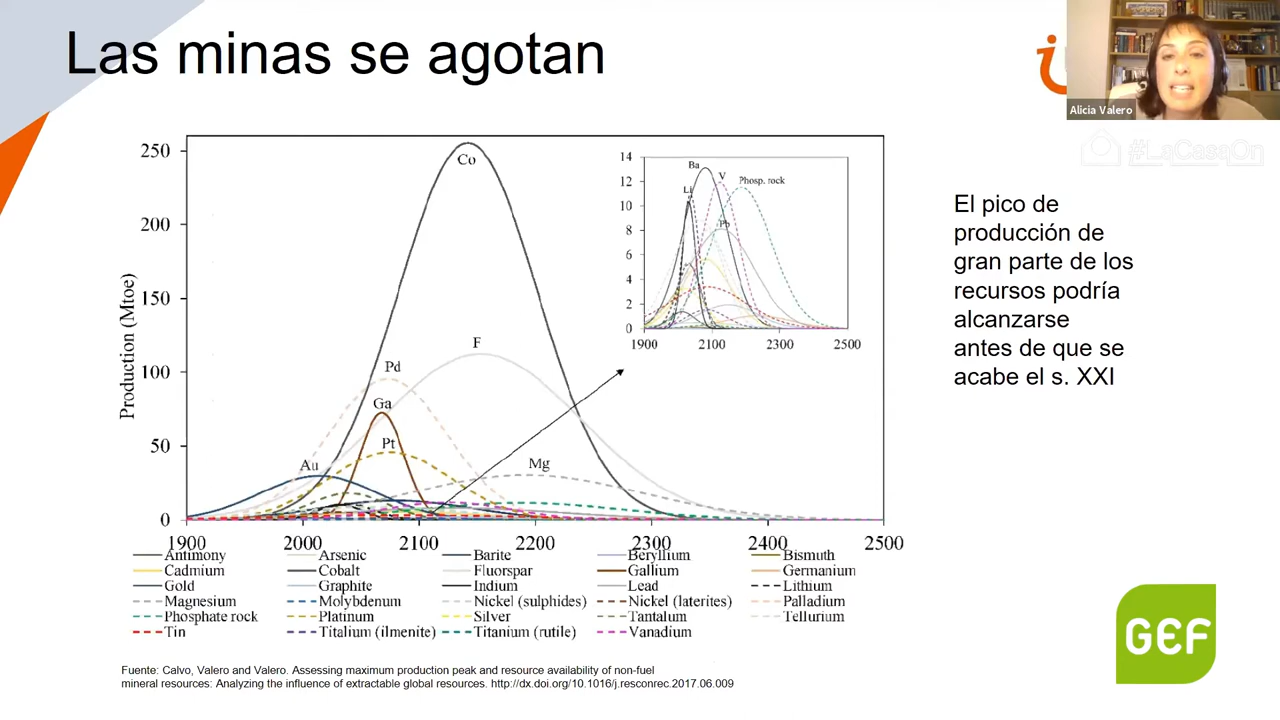 Las minas se agotan
Alicia Valero
#LaCasaOn
El pico de
producción de
gran parte de los
recursos podría
alcanzarse
antes de que se
acabe el s. XXI
Production (Mtoe)
250
200
150
100
50
0
Co
F
Pd
Ga
Pt
Au
Mg
1900 2000 2100 2200 2300 2400 2500
14
12
10
8
6
4
2
0
Ba
V
Phosp. rock
Li
Pb
1900 2100 2300 2500
Antimony Arsenic Barite Beryllium Bismuth
Cadmium Cobalt Fluorspar Gallium Germanium
Gold Graphite Indium Lead Lithium
Magnesium Molybdenum Nickel (sulphides) Nickel (laterites) Palladium
Phosphate rock Platinum Silver Tantalum Tellurium
Tin Titalium (ilmenite) Titanium (rutile) Vanadium
Fuente: Calvo, Valero and Valero. Assessing maximum production peak and resource availability of non-fuel
mineral resources: Analyzing the influence of extractable global resources. http://dx.doi.org/10.1016/j.resconrec.2017.06.009
GEF